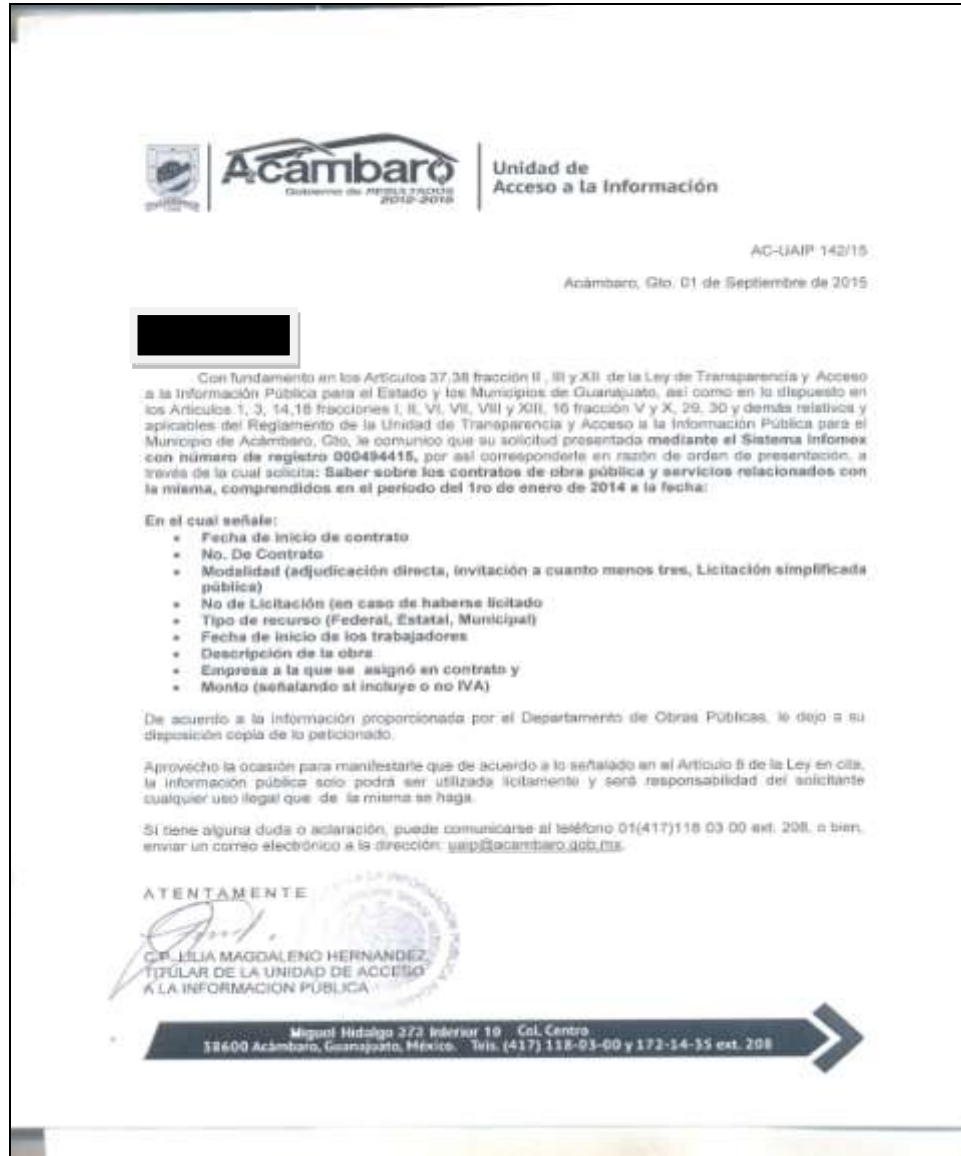 Acámbaro
Gobierno de RESULTADOS
2012-2015
Unidad de
Acceso a la Información
AC-UAIP 142/15
Acámbaro, Gto. 01 de Septiembre de 2015
Con fundamento en los Artículos 37,38 fracción II , III y XII de la Ley de Transparencia y Acceso
a la Información Pública para el Estado y los Municipios de Guanajuato, así como en lo dispuesto en
los Artículos 1, 3, 14,16 fracciones I, II, VI, VII, VIII y XIII, 16 fracción V y X, 29, 30 y demás relativos y
aplicables del Reglamento de la Unidad de Transparencia y Acceso a la Información Pública para el
Municipio de Acámbaro, Gto, le comunico que su solicitud presentada mediante el Sistema Infomex
con número de registro 000494415, por así corresponderle en razón de orden de presentación, a
través de la cual solicita: Saber sobre los contratos de obra pública y servicios relacionados con
la misma, comprendidos en el período del 1ro de enero de 2014 a la fecha:
En el cual señale:
• Fecha de inicio de contrato
• No. De Contrato
• Modalidad (adjudicación directa, invitación a cuanto menos tres, Licitación simplificada
pública)
• No de Licitación (en caso de haberse licitado
• Tipo de recurso (Federal, Estatal, Municipal)
• Fecha de inicio de los trabajadores
• Descripción de la obra
• Empresa a la que se asignó en contrato y
• Monto (señalando si incluye o no IVA)
De acuerdo a la información proporcionada por el Departamento de Obras Públicas, le dejo a su
disposición copia de lo peticionado.
Aprovecho la ocasión para manifestarle que de acuerdo a lo señalado en el Artículo 8 de la Ley en cita,
la información pública solo podrá ser utilizada lícitamente y será responsabilidad del solicitante
cualquier uso ilegal que de la misma se haga.
Si tiene alguna duda o aclaración, puede comunicarse al teléfono 01(417)118 03 00 ext. 208, o bien,
enviar un correo electrónico a la dirección: uaip@acambaro.gob.mx.
ATENTAMENTE
C.P. LILIA MAGDALENO HERNANDEZ
TITULAR DE LA UNIDAD DE ACCESO
A LA INFORMACION PÚBLICA
Miguel Hidalgo 272 Interior 10 Col. Centro
38600 Acámbaro, Guanajuato, México. Tels. (417) 118-03-00 y 172-14-35 ext. 208